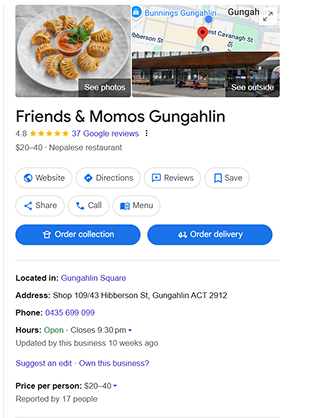 Bunnings Gungahlin
Gungah
Hibberson St
est Cavanagh St
See photos
See outside
Friends & Momos Gungahlin
4.8 37 Google reviews
$20–40 · Nepalese restaurant
Website
Directions
Reviews
Save
Share
Call
Menu
Order collection
Order delivery
Located in: Gungahlin Square
Address: Shop 109/43 Hibberson St, Gungahlin ACT 2912
Phone: 0435 699 099
Hours: Open · Closes 9:30 pm
Updated by this business 10 weeks ago
Suggest an edit · Own this business?
Price per person: $20–40
Reported by 17 people